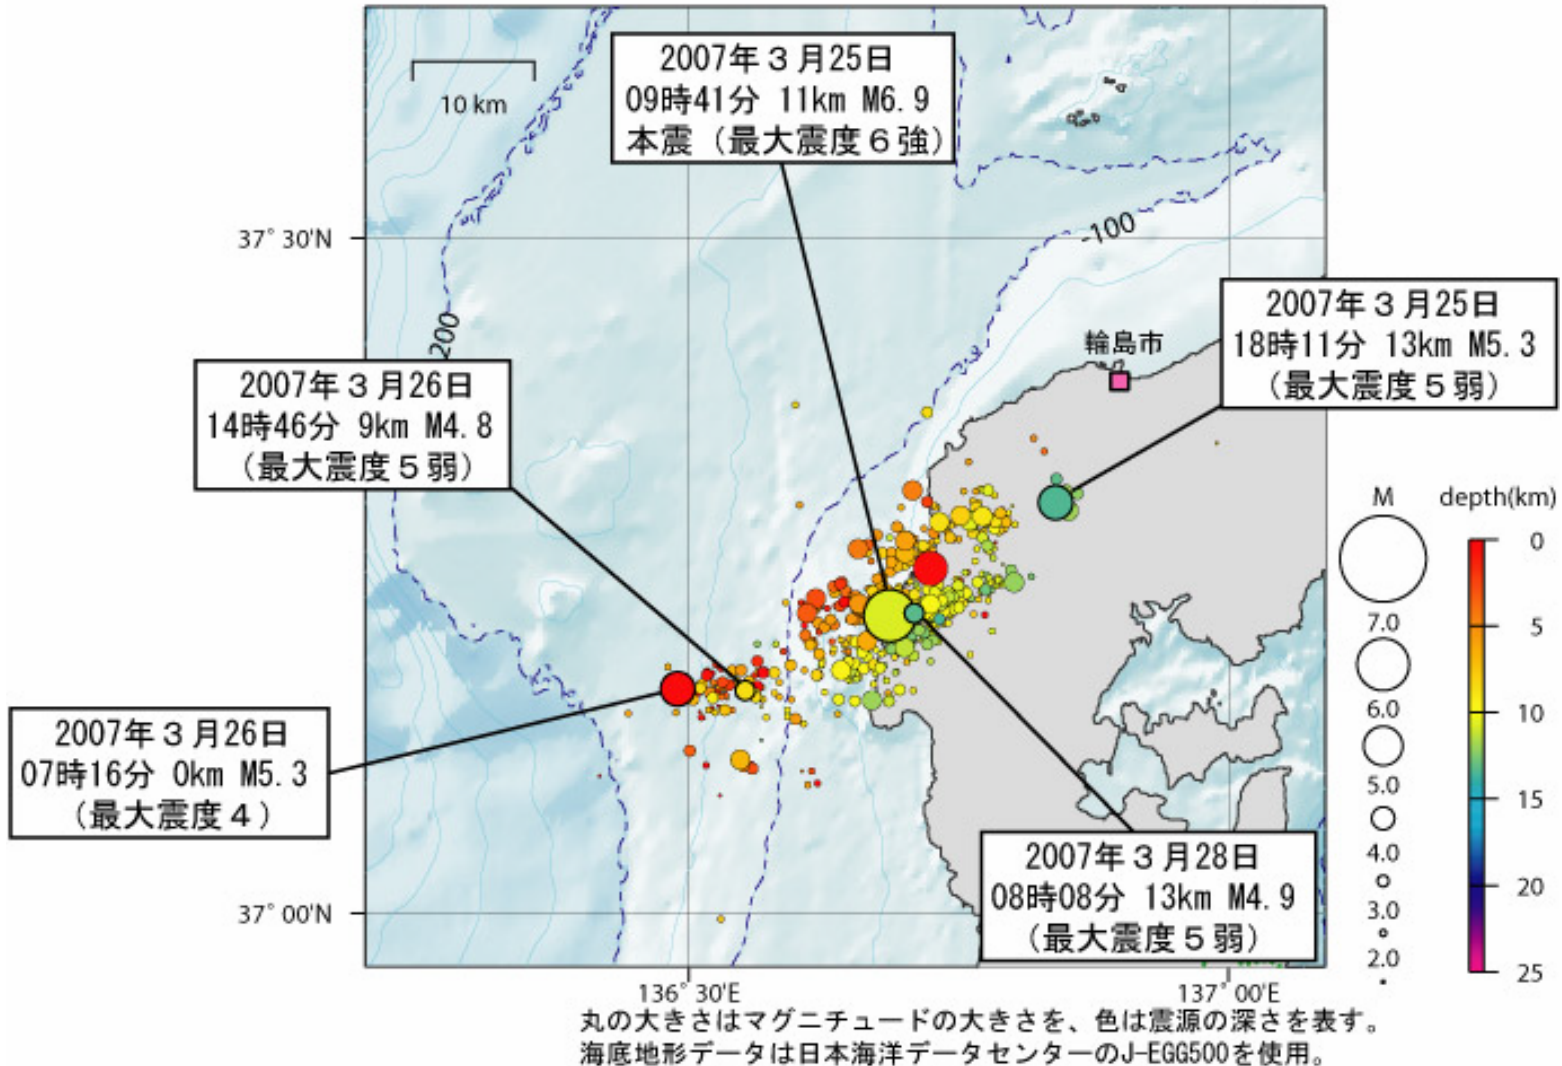 2007年３月25日
09時41分 11km M6.9
本震（最大震度６強）
10 km
-100
37° 30'N
200
2007年３月25日
18時11分 13km M5.3
（最大震度５弱）
輪島市
2007年３月26日
14時46分 9km M4.8
（最大震度５弱）
M
depth(km)
0
5
10
15
20
25
7.0
6.0
5.0
4.0
3.0
2.0
2007年３月26日
07時16分 0km M5.3
（最大震度４）
2007年３月28日
08時08分 13km M4.9
（最大震度５弱）
37° 00'N
136° 30'E
137° 00'E
丸の大きさはマグニチュードの大きさを、色は震源の深さを表す。
海底地形データは日本海洋データセンターのJ-EGG500を使用。